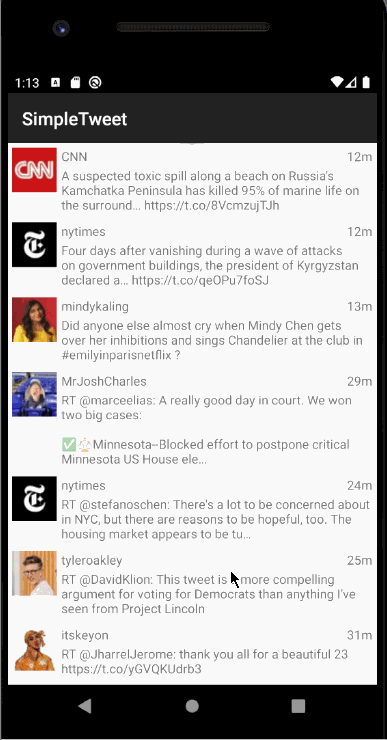 1:13 A
SimpleTweet
CNN 12m
A suspected toxic spill along a beach on Russia's
Kamchatka Peninsula has killed 95% of marine life on
the surround… https://t.co/8VcmzujTJh
nytimes 12m
Four days after vanishing during a wave of attacks
on government buildings, the president of Kyrgyzstan
declared a… https://t.co/qeOPu7foSJ
mindykaling 13m
Did anyone else almost cry when Mindy Chen gets
over her inhibitions and sings Chandelier at the club in
#emilyinparisnetflix ?
MrJoshCharles 29m
RT @marceelias: A really good day in court. We won
two big cases:
✅⚖️Minnesota--Blocked effort to postpone critical
Minnesota US House ele…
nytimes 24m
RT @stefanoschen: There's a lot to be concerned about
in NYC, but there are reasons to be hopeful, too. The
housing market appears to be tu…
tyleroakley 25m
RT @DavidKlion: This tweet is more compelling
argument for voting for Democrats than anything I've
seen from Project Lincoln
itskeyon 31m
RT @JharrelJerome: thank you all for a beautiful 23
https://t.co/yGVQKUdrb3